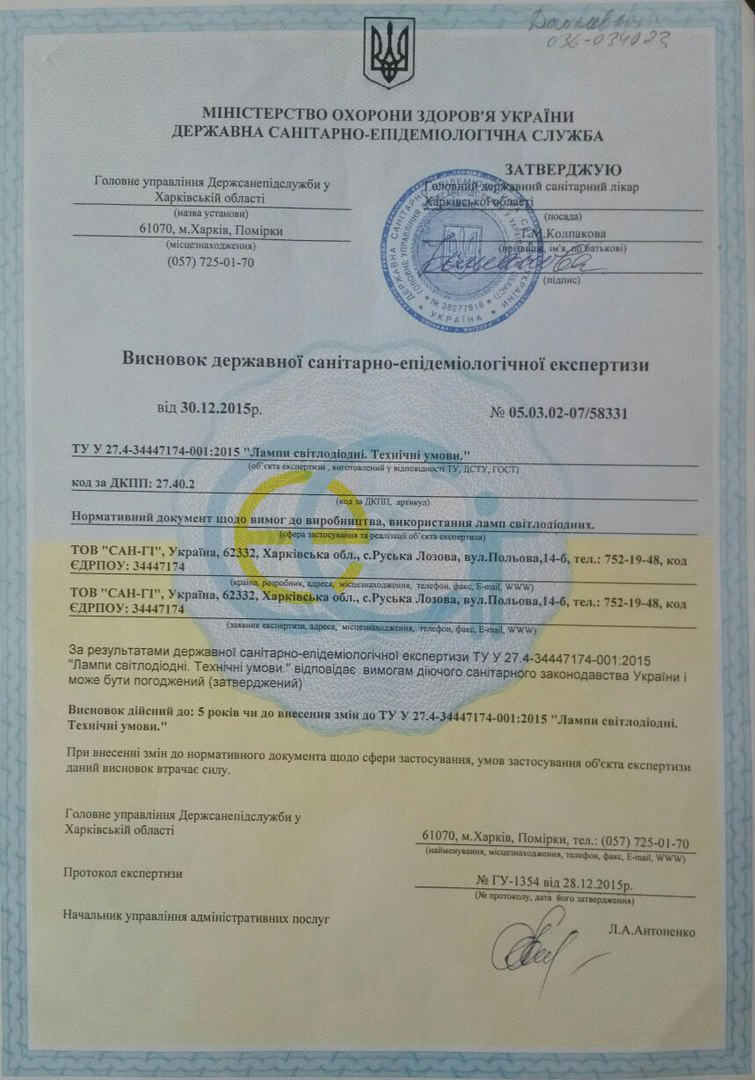 036-034023
МІНІСТЕРСТВО ОХОРОНИ ЗДОРОВ'Я УКРАЇНИ
ДЕРЖАВНА САНІТАРНО-ЕПІДЕМІОЛОГІЧНА СЛУЖБА
Головне управління Держсанепідслужби у
Харківській області
(назва установи)
61070, м.Харків, Помірки
(місцезнаходження)
(057) 725-01-70
ЗАТВЕРДЖУЮ
Головний державний санітарний лікар
Харківської області
(посада)
Т.М.Колпакова
(прізвище, ім'я, по батькові)
(підпис)
№ 38277618
УКРАЇНА
Висновок державної санітарно-епідеміологічної експертизи
від 30.12.2015р.
№ 05.03.02-07/58331
ТУ У 27.4-34447174-001:2015 "Лампи світлодіодні. Технічні умови."
(об'єкта експертизи , виготовлений у відповідності ТУ, ДСТУ, ГОСТ)
код за ДКПП: 27.40.2
(код за ДКПП, артикул)
Нормативний документ щодо вимог до виробництва, використання ламп світлодіодних.
(сфера застосування та реалізації об'єкта експертизи)
ТОВ "САН-ГІ", Україна, 62332, Харківська обл., с.Руська Лозова, вул.Польова,14-б, тел.: 752-19-48, код
ЄДРПОУ: 34447174
(країна, розробник, адреса, місцезнаходження, телефон, факс, E-mail, WWW)
ТОВ "САН-ГІ", Україна, 62332, Харківська обл., с.Руська Лозова, вул.Польова,14-б, тел.: 752-19-48, код
ЄДРПОУ: 34447174
(заявник експертизи, адреса, місцезнаходження, телефон, факс, E-mail, WWW)
За результатами державної санітарно-епідеміологічної експертизи ТУ У 27.4-34447174-001:2015
"Лампи світлодіодні. Технічні умови." відповідає вимогам діючого санітарного законодавства України і
може бути погоджений (затверджений)
Висновок дійсний до: 5 років чи до внесення змін до ТУ У 27.4-34447174-001:2015 "Лампи світлодіодні.
Технічні умови."
При внесенні змін до нормативного документа щодо сфери застосування, умов застосування об'єкта експертизи
даний висновок втрачає силу.
Головне управління Держсанепідслужби у
Харківській області
61070, м.Харків, Помірки, тел.: (057) 725-01-70
(найменування, місцезнаходження, телефон, факс, E-mail, WWW)
Протокол експертизи
№ ГУ-1354 від 28.12.2015р.
(№ протоколу, дата його затвердження)
Начальник управління адміністративних послуг
Л.А.Антоненко